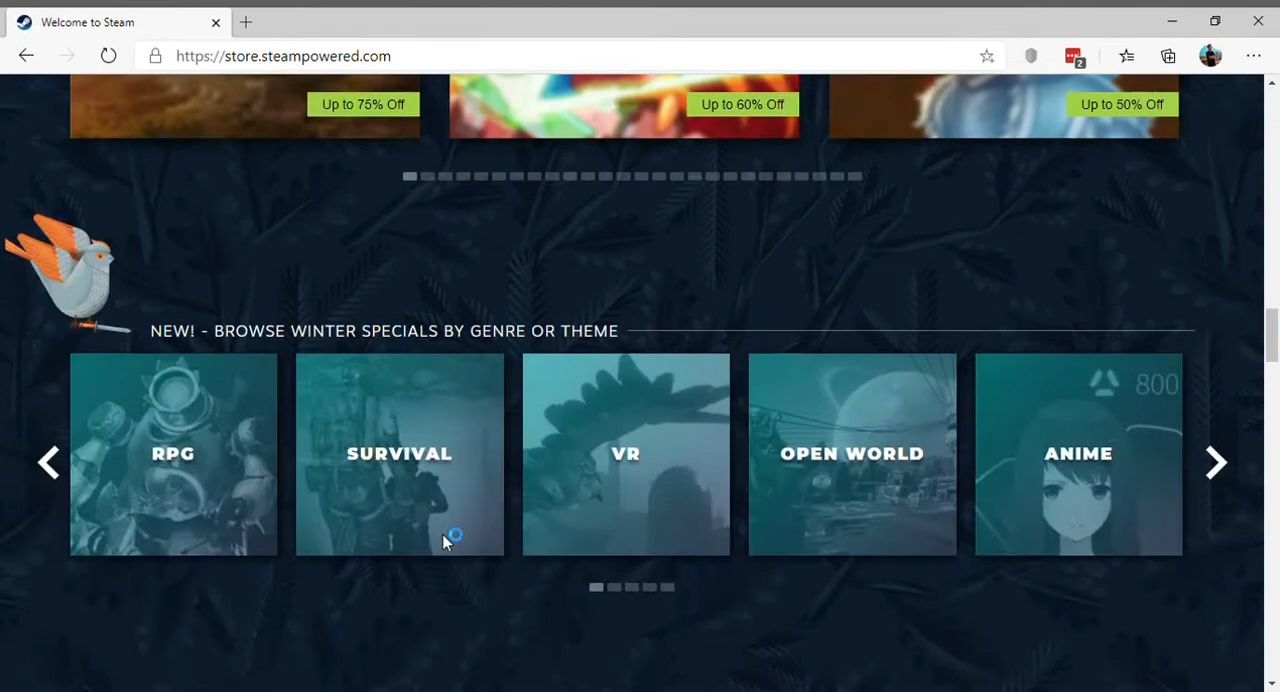 Welcome to Steam
https://store.steampowered.com
2
Up to 75% Off
Up to 60% Off
Up to 50% Off
NEW! - BROWSE WINTER SPECIALS BY GENRE OR THEME
800
RPG
SURVIVAL
VR
OPEN WORLD
ANIME